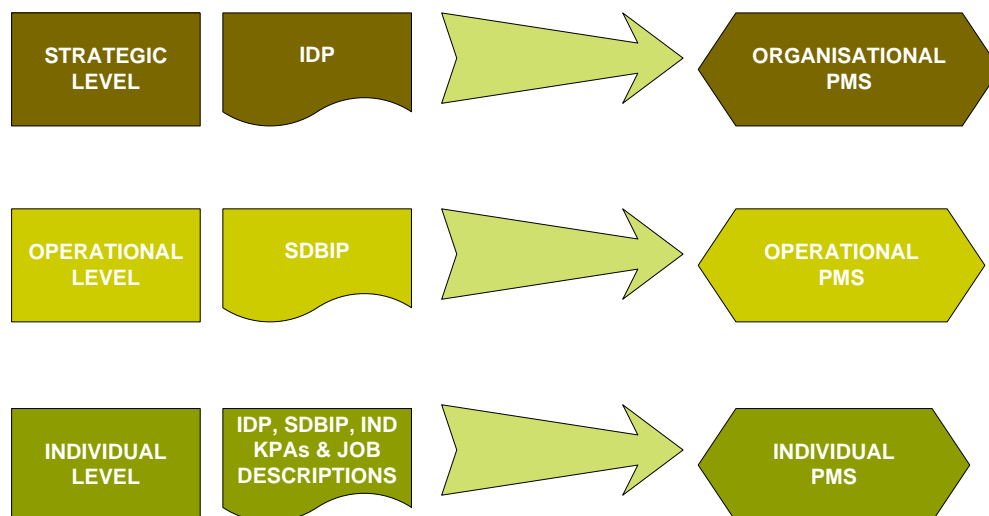 STRATEGIC
LEVEL
IDP
ORGANISATIONAL
PMS
OPERATIONAL
LEVEL
SDBIP
OPERATIONAL
PMS
INDIVIDUAL
LEVEL
IDP, SDBIP, IND
KPAs & JOB
DESCRIPTIONS
INDIVIDUAL
PMS